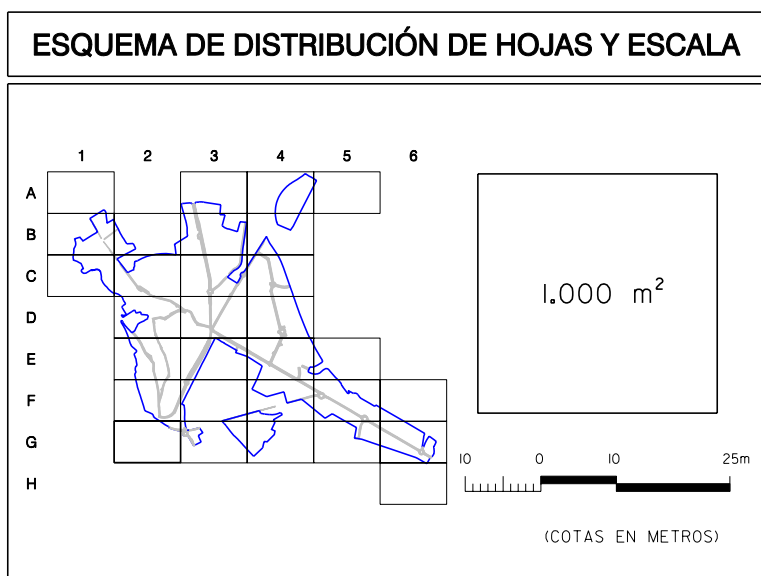 ESQUEMA DE DISTRIBUCIÓN DE HOJAS Y ESCALA
1 2 3 4 5 6
A
B
C
D
E
F
G
H
1.000 m²
10 0 10 25m
(COTAS EN METROS)